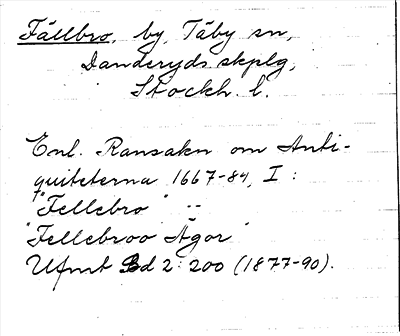 Fällbro, by, Täby sn,
Danderyds skplg,
Stockh. l.
Enl. Ransakn om Anti-
quiteterna 1667-84, I:
"Fellebro" --
"Fellebroo Ägor"
Ufmt Bd 2: 200 (1877-90).